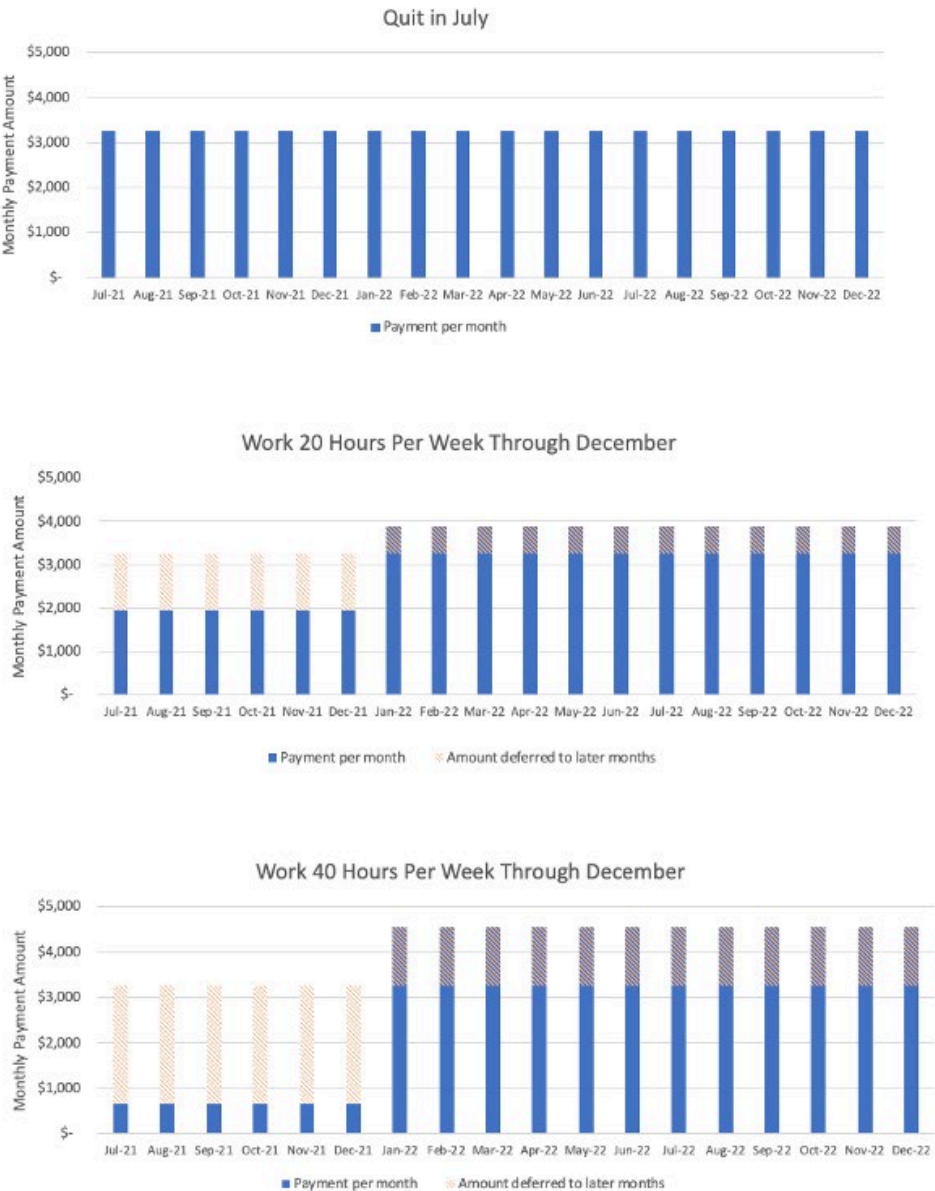 Quit in July
Monthly Payment Amount
$5,000
$4,000
$3,000
$2,000
$1,000
$-
Jul-21 Aug-21 Sep-21 Oct-21 Nov-21 Dec-21 Jan-22 Feb-22 Mar-22 Apr-22 May-22 Jun-22 Jul-22 Aug-22 Sep-22 Oct-22 Nov-22 Dec-22
Payment per month
Work 20 Hours Per Week Through December
Monthly Payment Amount
$5,000
$4,000
$3,000
$2,000
$1,000
$-
Jul-21 Aug-21 Sep-21 Oct-21 Nov-21 Dec-21 Jan-22 Feb-22 Mar-22 Apr-22 May-22 Jun-22 Jul-22 Aug-22 Sep-22 Oct-22 Nov-22 Dec-22
Payment per month Amount deferred to later months
Work 40 Hours Per Week Through December
Monthly Payment Amount
$5,000
$4,000
$3,000
$2,000
$1,000
$-
Jul-21 Aug-21 Sep-21 Oct-21 Nov-21 Dec-21 Jan-22 Feb-22 Mar-22 Apr-22 May-22 Jun-22 Jul-22 Aug-22 Sep-22 Oct-22 Nov-22 Dec-22
Payment per month Amount deferred to later months